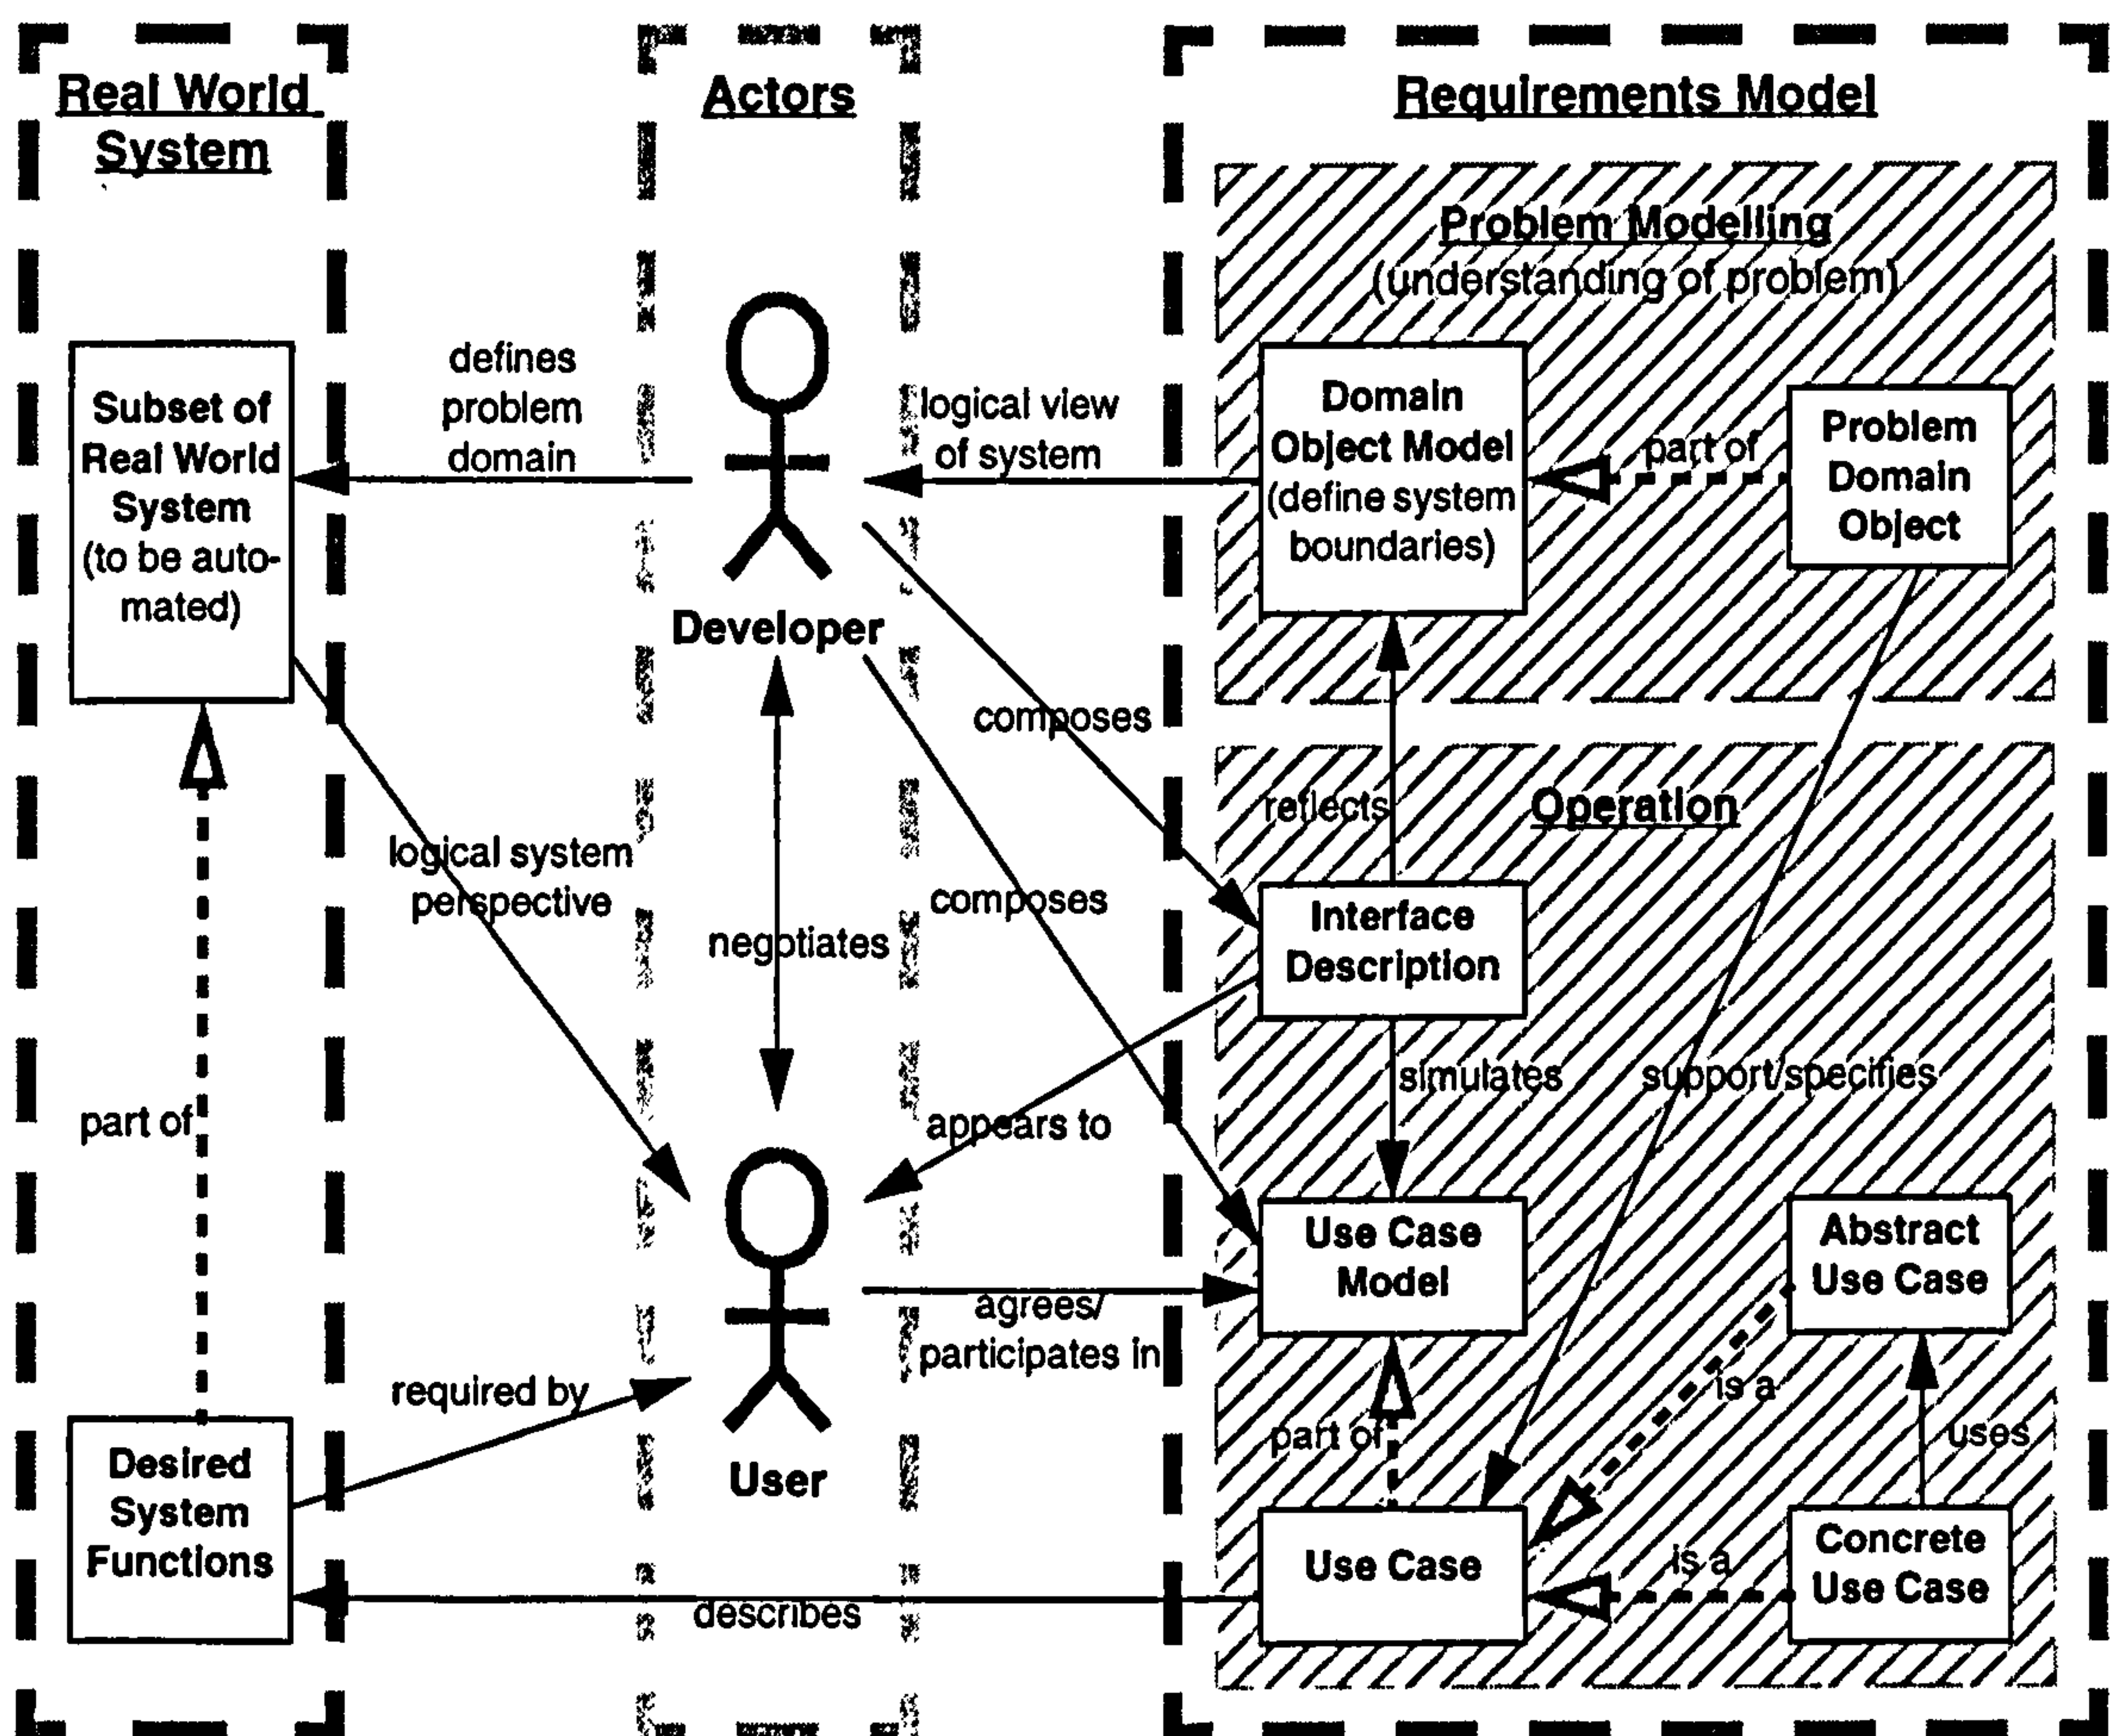 Real World
System
Actors
Requirements Model
Problem Modelling
(understanding of problem)
Subset of
Real World
System
(to be auto-
mated)
defines
problem
domain
logical view
of system
Domain
Object Model
(define system
boundaries)
part of
Problem
Domain
Object
Developer
composes
reflects
Operation
logical system
perspective
composes
negotiates
Interface
Description
simulates
support/specifies
part of
appears to
Use Case
Model
Abstract
Use Case
agrees/
participates in
required by
is a
part of
uses
Desired
System
Functions
User
describes
Use Case
is a
Concrete
Use Case